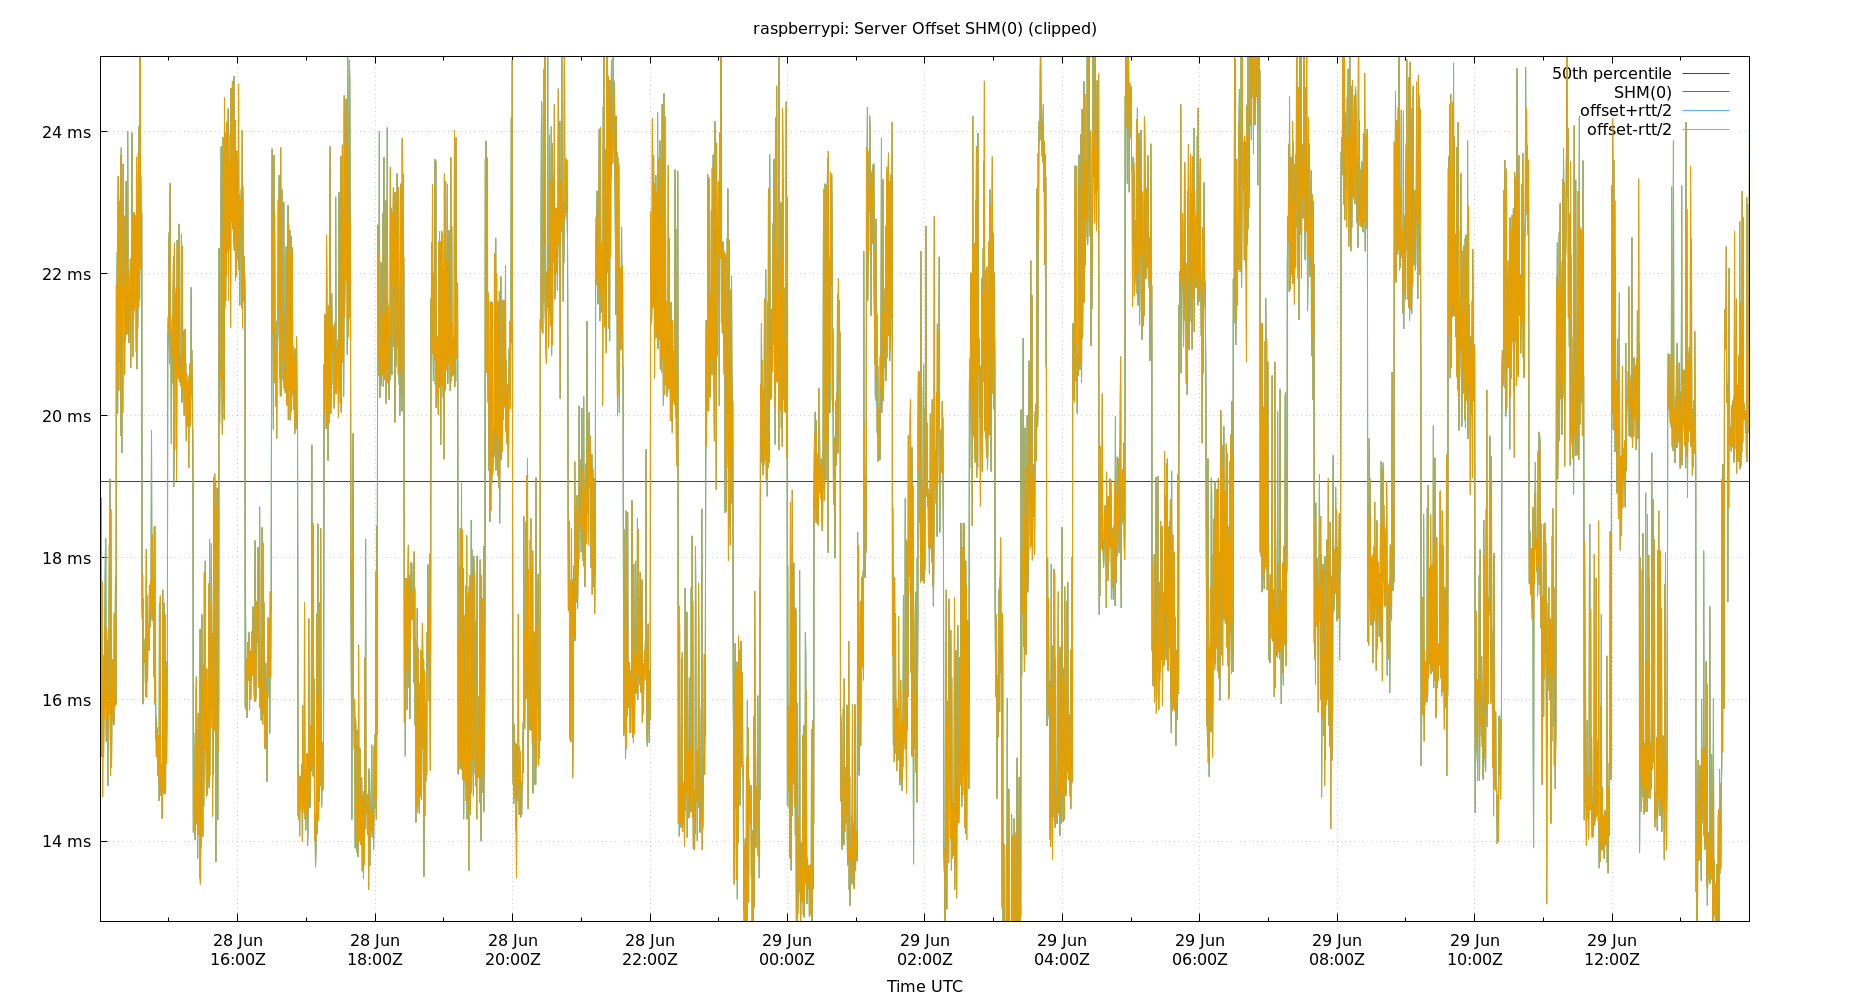 raspberrypi: Server Offset SHM(0) (clipped)
50th percentile
SHM(0)
offset+rtt/2
offset-rtt/2
24 ms
22 ms
20 ms
18 ms
16 ms
14 ms
28 Jun 28 Jun 28 Jun 28 Jun 29 Jun 29 Jun 29 Jun 29 Jun 29 Jun 29 Jun 29 Jun
16:00Z 18:00Z 20:00Z 22:00Z 00:00Z 02:00Z 04:00Z 06:00Z 08:00Z 10:00Z 12:00Z
Time UTC